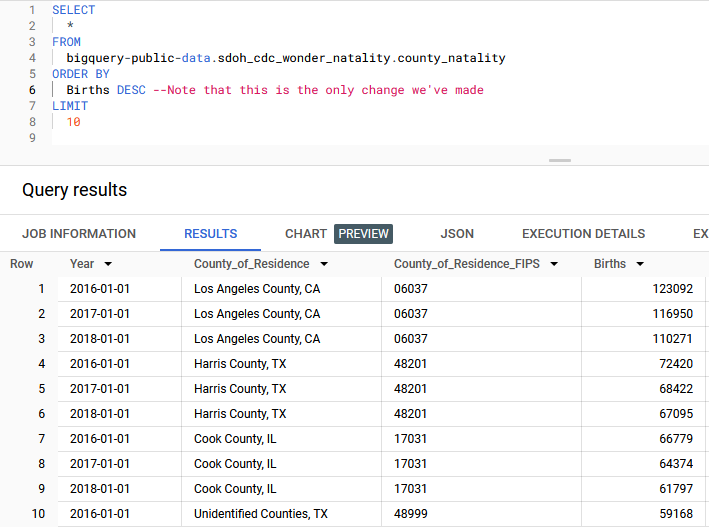 1 SELECT
2 *
3 FROM
4 bigquery-public-data.sdoh_cdc_wonder_natality.county_natality
5 ORDER BY
6 Births DESC --Note that this is the only change we've made
7 LIMIT
8 10
9
Query results
JOB INFORMATION RESULTS CHART PREVIEW JSON EXECUTION DETAILS EX
Row Year County_of_Residence County_of_Residence_FIPS Births
1 2016-01-01 Los Angeles County, CA 06037 123092
2 2017-01-01 Los Angeles County, CA 06037 116950
3 2018-01-01 Los Angeles County, CA 06037 110271
4 2016-01-01 Harris County, TX 48201 72420
5 2017-01-01 Harris County, TX 48201 68422
6 2018-01-01 Harris County, TX 48201 67095
7 2016-01-01 Cook County, IL 17031 66779
8 2017-01-01 Cook County, IL 17031 64374
9 2018-01-01 Cook County, IL 17031 61797
10 2016-01-01 Unidentified Counties, TX 48999 59168